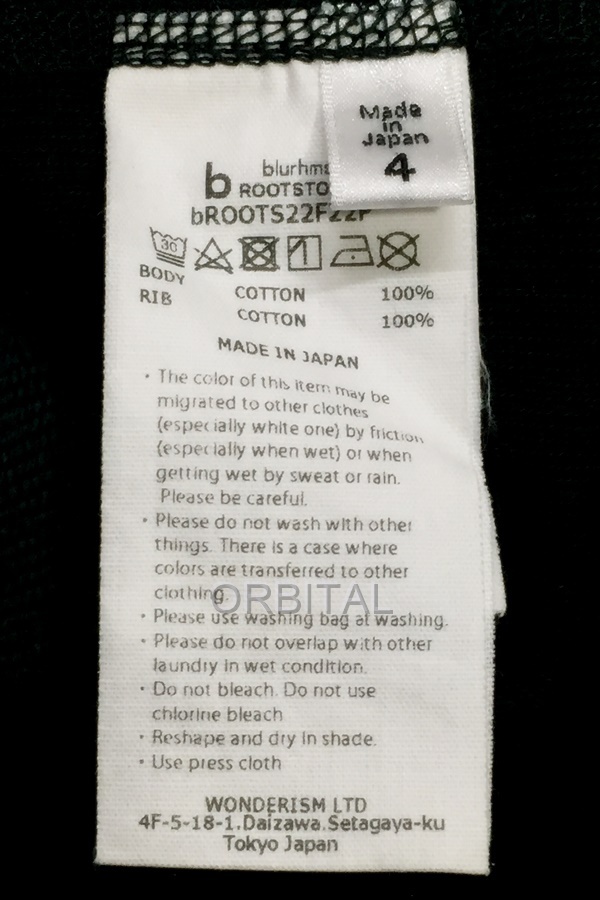 Made
in
Japan
4
b
blurhms
ROOTSTO
bROOTS22F22F
30
BODY COTTON 100%
RIB COTTON 100%
MADE IN JAPAN
• The color of this item may be
migrated to other clothes
(especially white one) by friction
(especially when wet) or when
getting wet by sweat or rain.
Please be careful.
• Please do not wash with other
things. There is a case where
colors are transferred to other
clothing.
ORBITAL
• Please use washing bag at washing.
• Please do not overlap with other
laundry in wet condition.
• Do not bleach. Do not use
chlorine bleach
• Reshape and dry in shade.
• Use press cloth
WONDERISM LTD
4F-5-18-1.Daizawa.Setagaya-ku
Tokyo Japan